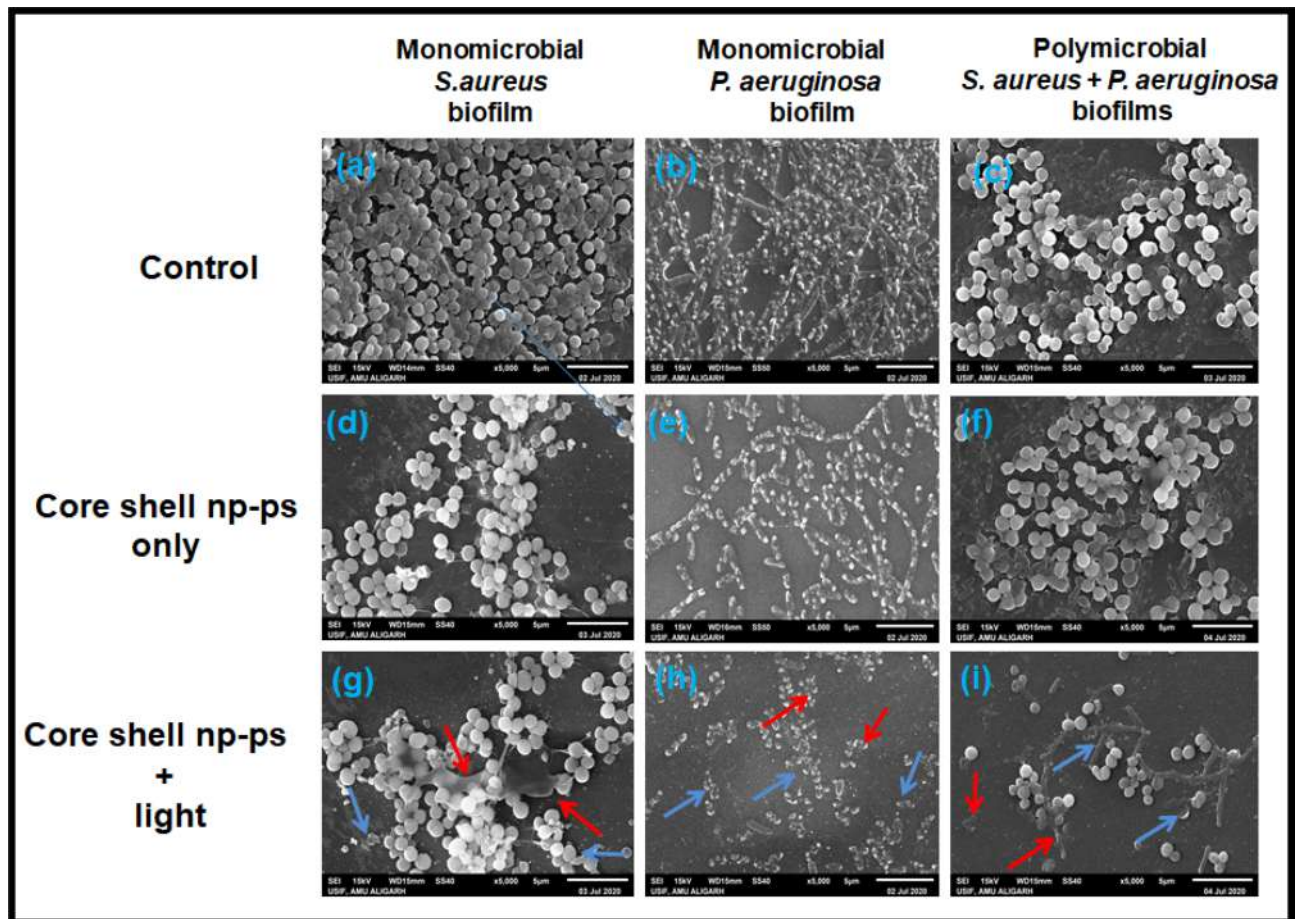 Monomicrobial
S.aureus
biofilm
Monomicrobial
P. aeruginosa
biofilm
Polymicrobial
S. aureus + P. aeruginosa
biofilms
Control
(a)
SEI 15kV WD14mm SS40 x5,000 5µm
USIF, AMU ALIGARH 02 Jul 2020
(b)
SEI 15kV WD15mm SS50 x5,000 5µm
USIF, AMU ALIGARH 02 Jul 2020
(c)
SEI 15kV WD15mm SS40 x5,000 5µm
USIF, AMU ALIGARH 03 Jul 2020
Core shell np-ps
only
(d)
SEI 15kV WD15mm SS40 x5,000 5µm
USIF, AMU ALIGARH 03 Jul 2020
(e)
SEI 15kV WD16mm SS50 x5,000 5µm
USIF, AMU ALIGARH 02 Jul 2020
(f)
SEI 15kV WD15mm SS40 x5,000 5µm
USIF, AMU ALIGARH 04 Jul 2020
Core shell np-ps
+
light
(g)
SEI 15kV WD15mm SS40 x5,000 5µm
USIF, AMU ALIGARH 03 Jul 2020
(h)
SEI 15kV WD15mm SS40 x5,000 5µm
USIF, AMU ALIGARH 02 Jul 2020
(i)
SEI 15kV WD15mm SS40 x5,000 5µm
USIF, AMU ALIGARH 04 Jul 2020